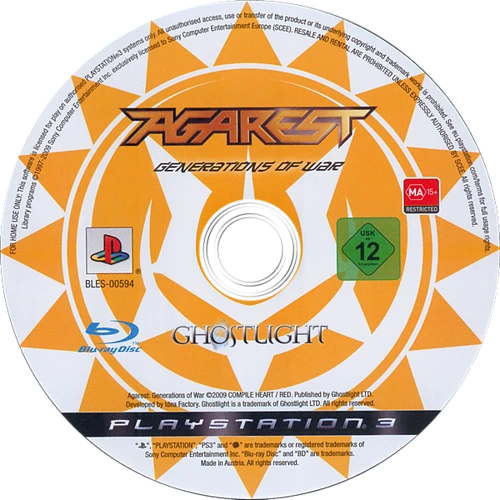 FOR HOME USE ONLY: This software is licensed for play on authorised PLAYSTATION®3 systems only. All unauthorised access, use or transfer of the product or its underlying copyright and trademark works is prohibited. See eu.playstation.com/terms for full usage rights.
Library programs ©1997-2009 Sony Computer Entertainment Inc. exclusively licensed to Sony Computer Entertainment Europe (SCEE). RESALE AND RENTAL ARE PROHIBITED UNLESS EXPRESSLY AUTHORISED BY SCEE. All rights reserved.
AGAREST
GENERATIONS OF WAR
MA 15+
RESTRICTED
USK
ab
12
freigegeben
®
BLES-00594
Blu-ray Disc
TM
GHOSTLIGHT
Agarest: Generations of War ©2009 COMPILE HEART / RED. Published by Ghostlight LTD.
Developed by Idea Factory. Ghostlight is a trademark of Ghostlight LTD. All rights reserved.
PLAYSTATION 3
" ", "PLAYSTATION", "PS3" and " " are trademarks or registered trademarks of
Sony Computer Entertainment Inc. "Blu-ray Disc" and "BD" are trademarks.
Made in Austria. All rights reserved.